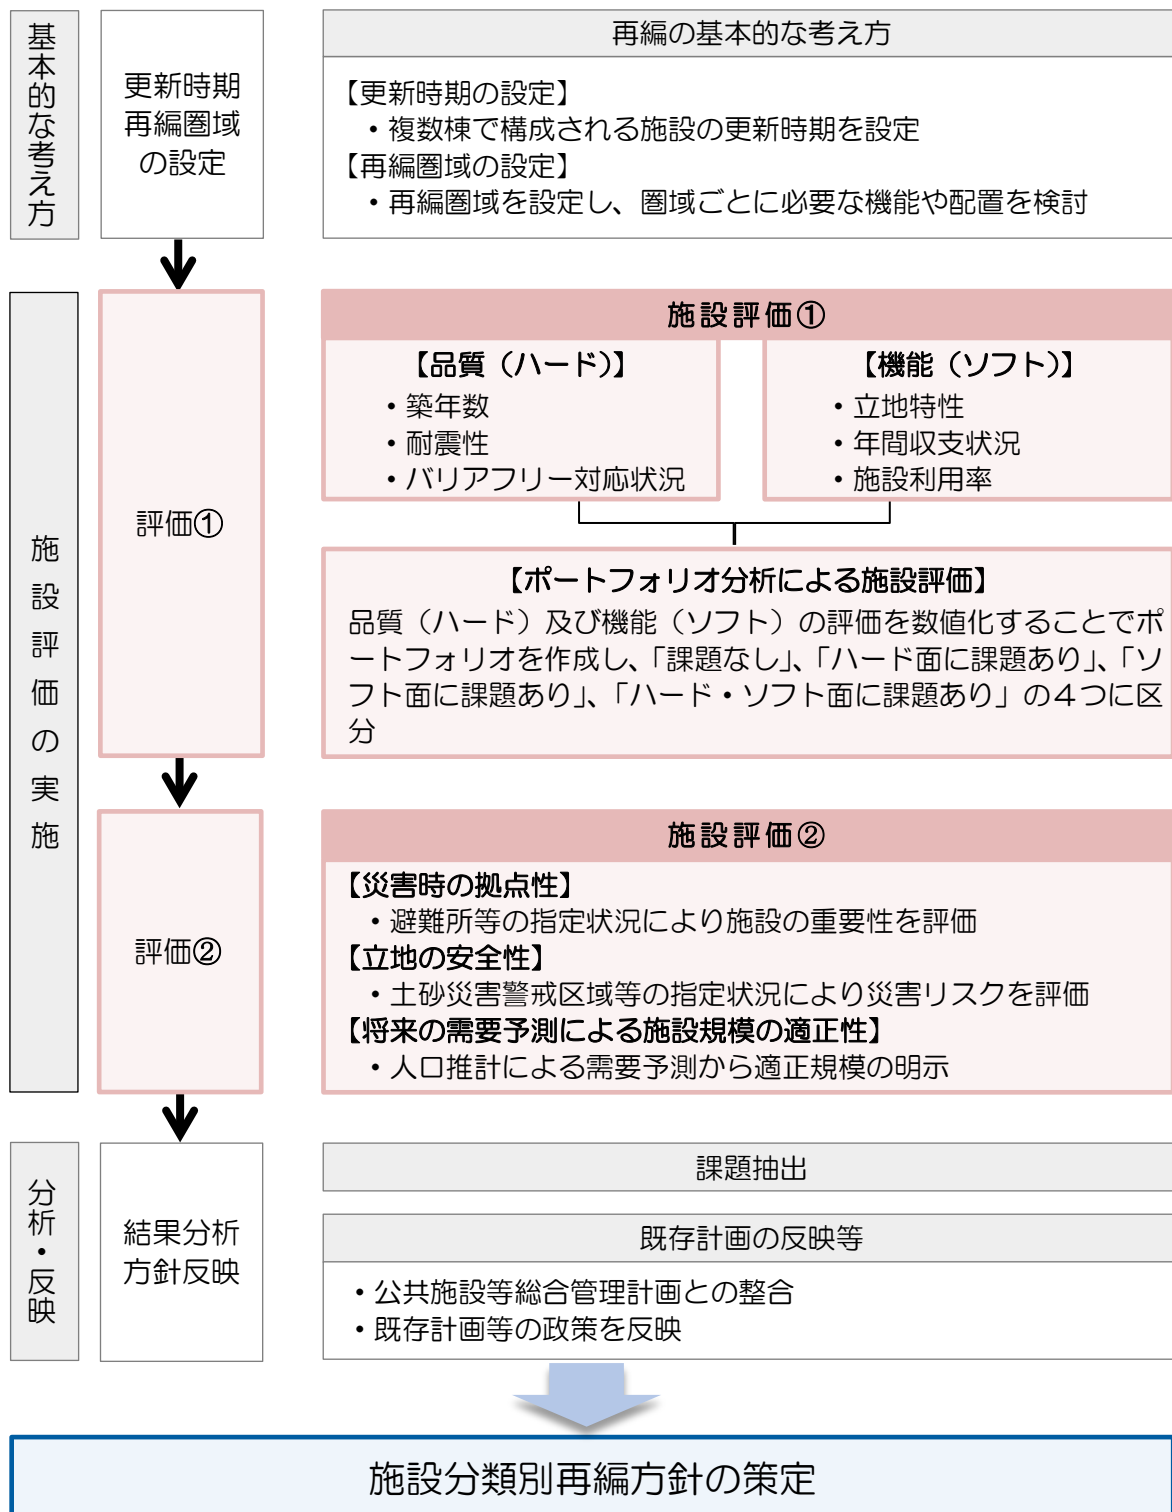 基本的な考え方
更新時期
再編圏域
の設定
再編の基本的な考え方
【更新時期の設定】
・複数棟で構成される施設の更新時期を設定
【再編圏域の設定】
・再編圏域を設定し、圏域ごとに必要な機能や配置を検討
施設評価の実施
評価①
施設評価①
【品質（ハード）】
・築年数
・耐震性
・バリアフリー対応状況
【機能（ソフト）】
・立地特性
・年間収支状況
・施設利用率
【ポートフォリオ分析による施設評価】
品質（ハード）及び機能（ソフト）の評価を数値化することでポ
ートフォリオを作成し、「課題なし」、「ハード面に課題あり」、「ソ
フト面に課題あり」、「ハード・ソフト面に課題あり」の４つに区
分
評価②
施設評価②
【災害時の拠点性】
・避難所等の指定状況により施設の重要性を評価
【立地の安全性】
・土砂災害警戒区域等の指定状況により災害リスクを評価
【将来の需要予測による施設規模の適正性】
・人口推計による需要予測から適正規模の明示
分析・反映
結果分析
方針反映
課題抽出
既存計画の反映等
・公共施設等総合管理計画との整合
・既存計画等の政策を反映
施設分類別再編方針の策定